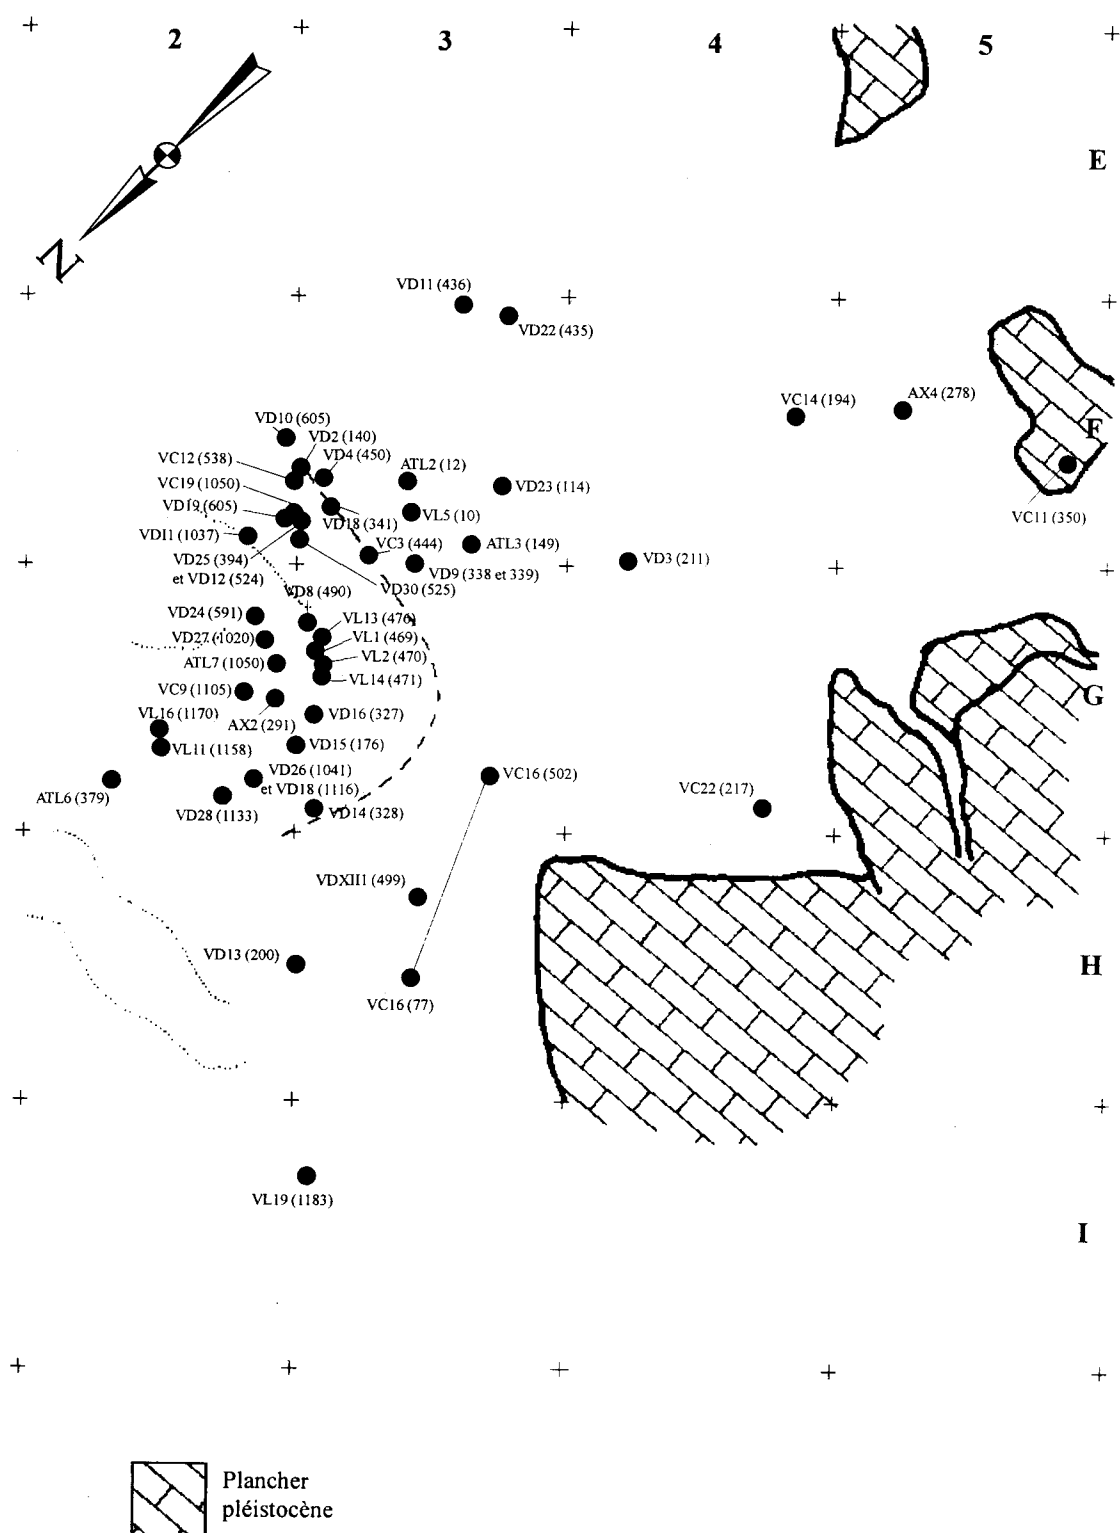 2
3
4
5
E
N
VD11 (436)
VD22 (435)
VC14 (194)
AX4 (278)
F
VD10 (605)
VD2 (140)
VD4 (450)
VC12 (538)
ATL2 (12)
VC19 (1050)
VD23 (114)
VD19 (605)
VD18 (341)
VL5 (10)
VC11 (350)
VDI1 (1037)
VC3 (444)
ATL3 (149)
VD25 (394)
et VD12 (524)
VD9 (338 et 339)
VD3 (211)
VD30 (525)
VD8 (490)
VD24 (591)
VL13 (476)
VD27 (1020)
VL1 (469)
ATL7 (1050)
VL2 (470)
VL14 (471)
VC9 (1105)
AX2 (291)
G
VL16 (1170)
VD16 (327)
VL11 (1158)
VD15 (176)
VD26 (1041)
et VD18 (1116)
VC16 (502)
ATL6 (379)
VD28 (1133)
VD14 (328)
VC22 (217)
VDXIII (499)
VD13 (200)
H
VC16 (77)
VL19 (1183)
I
Plancher
pléistocène